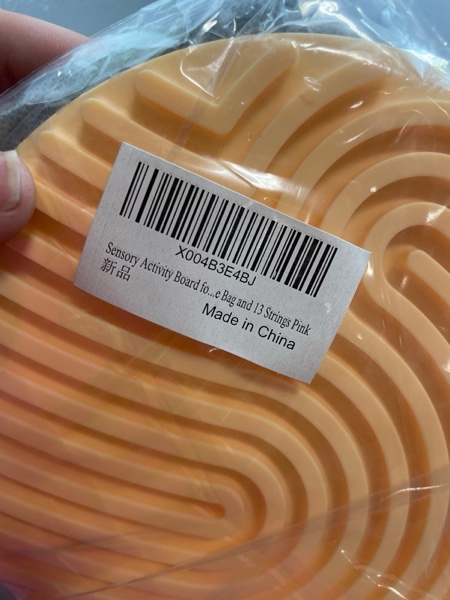 X004B3E4BJ
Sensory Activity Board fo...e Bag and 13 Strings Pink
新品
Made in China